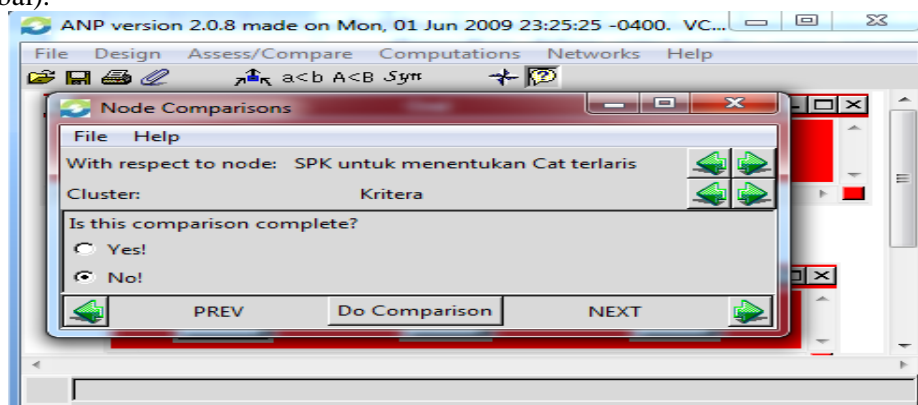 bar).
ANP version 2.0.8 made on Mon, 01 Jun 2009 23:25:25 -0400. VC...
File Design Assess/Compare Computations Networks Help
a<b A<B Syn
Node Comparisons
File Help
With respect to node: SPK untuk menentukan Cat terlaris
Cluster: Kritera
Is this comparison complete?
Yes!
No!
PREV Do Comparison NEXT